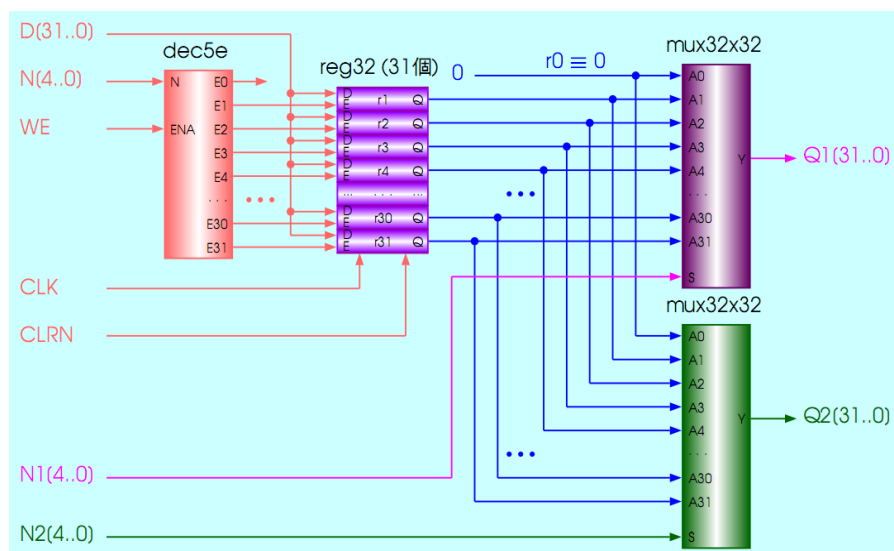 D(31..0)
N(4..0)
WE
CLK
CLRN
N1(4..0)
N2(4..0)
dec5e
N
ENA
E0
E1
E2
E3
E4
. . .
E30
E31
•••
reg32 (31個)
D
E
r1
Q
D
E
r2
Q
D
E
r3
Q
D
E
r4
Q
... ... ...
D
E
r30
Q
D
E
r31
Q
0
r0 ≡ 0
•••
•••
mux32x32
A0
A1
A2
A3
A4
. . .
A30
A31
S
Y
Q1(31..0)
mux32x32
A0
A1
A2
A3
A4
. . .
A30
A31
S
Y
Q2(31..0)